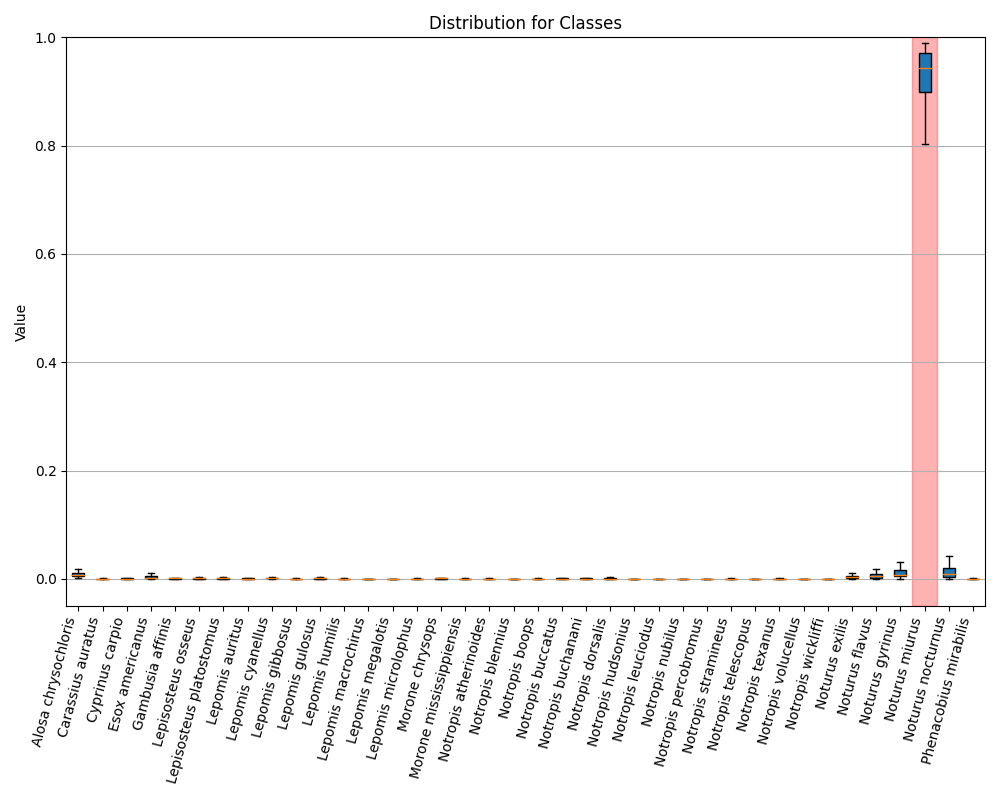 Distribution for Classes
1.0
0.8
0.6
0.4
0.2
0.0
Value
Alosa chrysochloris
Carassius auratus
Cyprinus carpio
Esox americanus
Gambusia affinis
Lepisosteus osseus
Lepisosteus platostomus
Lepomis auritus
Lepomis cyanellus
Lepomis gibbosus
Lepomis gulosus
Lepomis humilis
Lepomis macrochirus
Lepomis megalotis
Lepomis microlophus
Morone chrysops
Morone mississippiensis
Notropis atherinoides
Notropis blennius
Notropis boops
Notropis buccatus
Notropis buchanani
Notropis dorsalis
Notropis hudsonius
Notropis leuciodus
Notropis nubilus
Notropis percobromus
Notropis stramineus
Notropis telescopus
Notropis texanus
Notropis volucellus
Notropis wickliffi
Noturus exilis
Noturus flavus
Noturus gyrinus
Noturus miurus
Noturus nocturnus
Phenacobius mirabilis